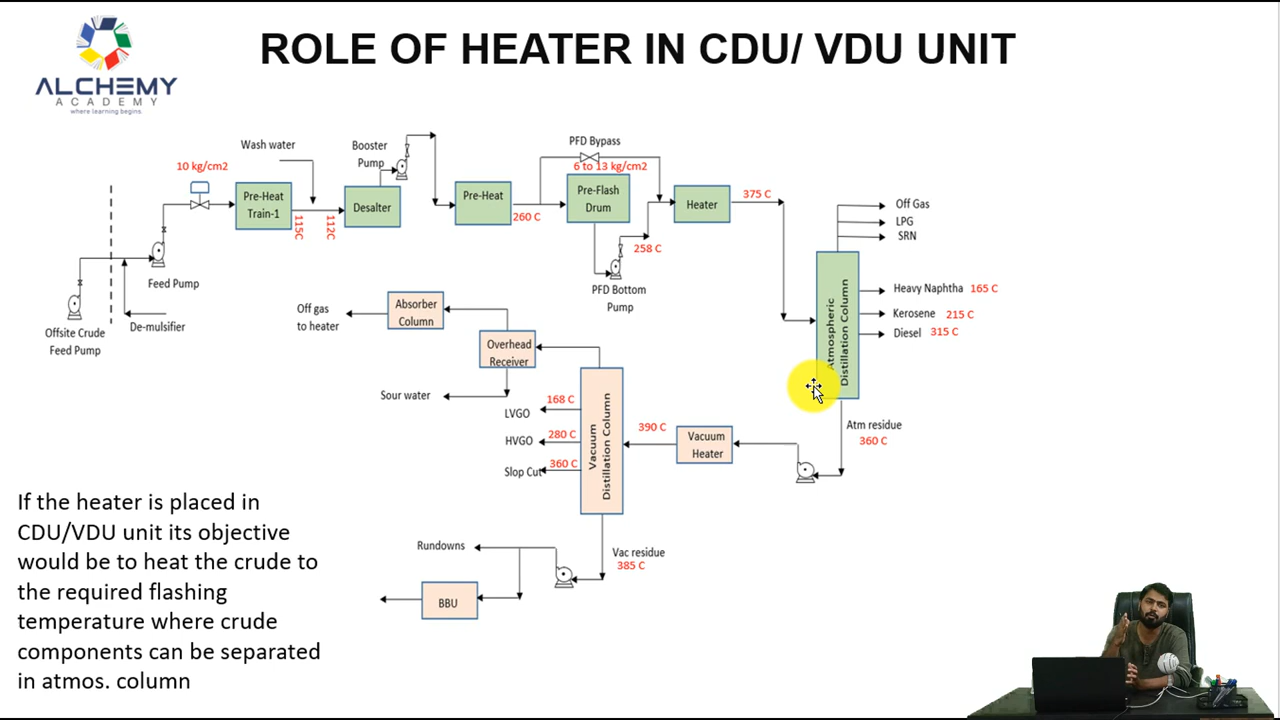 ALCHEMY
ACADEMY
where learning begins.
ROLE OF HEATER IN CDU/ VDU UNIT
Wash water
Booster
Pump
PFD Bypass
10 kg/cm2
6 to 13 kg/cm2
Pre-Heat
Train-1
115C
112C
Desalter
Pre-Heat
260 C
Pre-Flash
Drum
Heater
375 C
258 C
PFD Bottom
Pump
Feed Pump
De-mulsifier
Offsite Crude
Feed Pump
Off Gas
LPG
SRN
Atmospheric
Distillation Column
Heavy Naphtha 165 C
Kerosene 215 C
Diesel 315 C
Off gas
to heater
Absorber
Column
Overhead
Receiver
Sour water
LVGO 168 C
HVGO 280 C
Slop Cut 360 C
Vacuum
Distillation Column
390 C
Vacuum
Heater
Atm residue
360 C
Rundowns
Vac residue
385 C
BBU
If the heater is placed in
CDU/VDU unit its objective
would be to heat the crude to
the required flashing
temperature where crude
components can be separated
in atmos. column